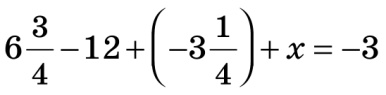 6 3/4 − 12 + (−3 1/4) + x = −3